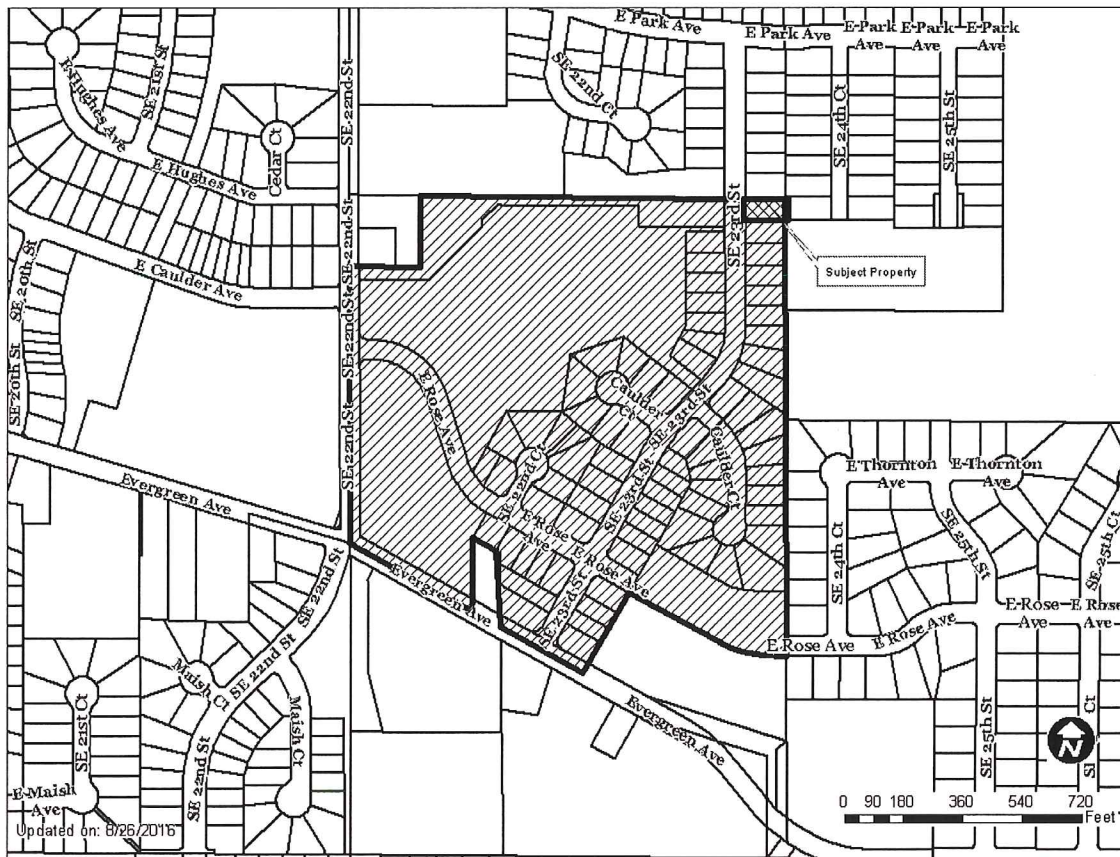 E Park Ave
E Park Ave
E Park Ave
E Park Ave
E Park Ave
E Hughes Ave
SE 21st St
SE 22nd St
SE 22nd Ct
SE 24th Ct
SE 25th St
Cedar Ct
E Hughes Ave
SE 22nd St
SE 23rd St
Subject Property
SE 20th St
E Caulder Ave
SE 22nd St
SE 20th St
SE 22nd St
E Rose Ave
Caulder Ct
SE 23rd St
SE 22nd St
Caulder Ct
E Thornton Ave
E Thornton Ave
Evergreen Ave
SE 22nd Ct
SE 23rd St
SE 25th St
SE 25th Ct
E Rose Ave
E Rose Ave
SE 24th Ct
SE 22nd St
Evergreen Ave
SE 23rd St
E Rose Ave
E Rose Ave
E Rose Ave
E Rose Ave
SE 22nd St
Maish Ct
Maish Ct
SE 21st Ct
SE 22nd St
Evergreen Ave
SE 25th St
Ct
N
E Maish Ave
Updated on: 8/26/2016
0 90 180 360 540 720
Feet